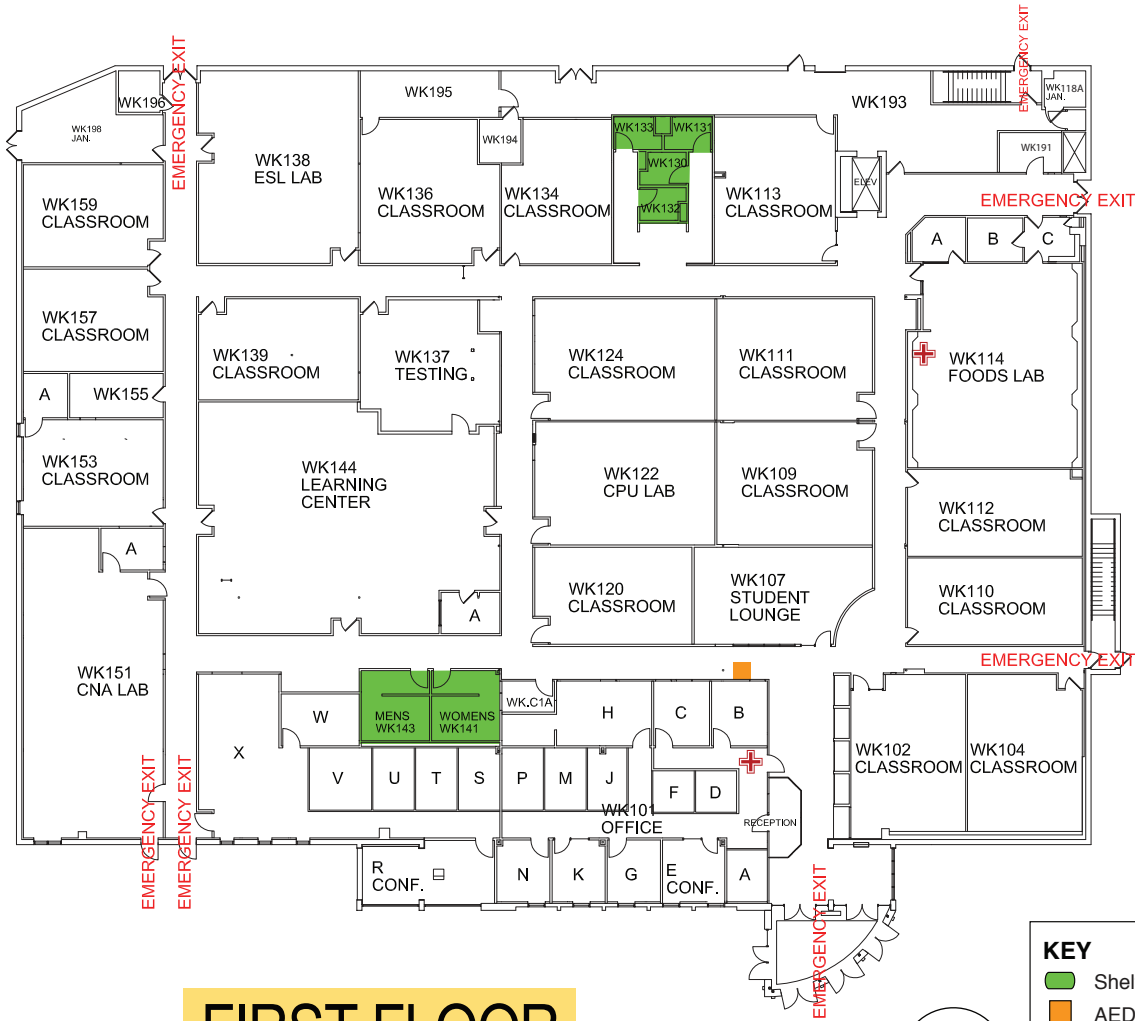 EMERGENCY EXIT
EMERGENCY EXIT
WK196
WK195
WK193
WK118A
JAN.
WK198
JAN.
WK133
WK131
WK194
WK138
ESL LAB
WK130
WK191
WK136
CLASSROOM
WK134
CLASSROOM
WK132
WK113
CLASSROOM
ELEV
EMERGENCY EXIT
WK159
CLASSROOM
A
B
C
WK157
CLASSROOM
WK139
CLASSROOM
WK137
TESTING
WK124
CLASSROOM
WK111
CLASSROOM
WK114
FOODS LAB
A
WK155
WK153
CLASSROOM
WK144
LEARNING
CENTER
WK122
CPU LAB
WK109
CLASSROOM
WK112
CLASSROOM
A
WK120
CLASSROOM
WK107
STUDENT
LOUNGE
WK110
CLASSROOM
A
EMERGENCY EXIT
WK151
CNA LAB
W
MENS
WK143
WOMENS
WK141
WK.C1A
H
C
B
X
V
U
T
S
P
M
J
F
D
WK102
CLASSROOM
WK104
CLASSROOM
WK101
OFFICE
RECEPTION
EMERGENCY EXIT
EMERGENCY EXIT
R
CONF.
N
K
G
E
CONF.
A
EMERGENCY EXIT
KEY
Shel
AED
FIRST FLOOR